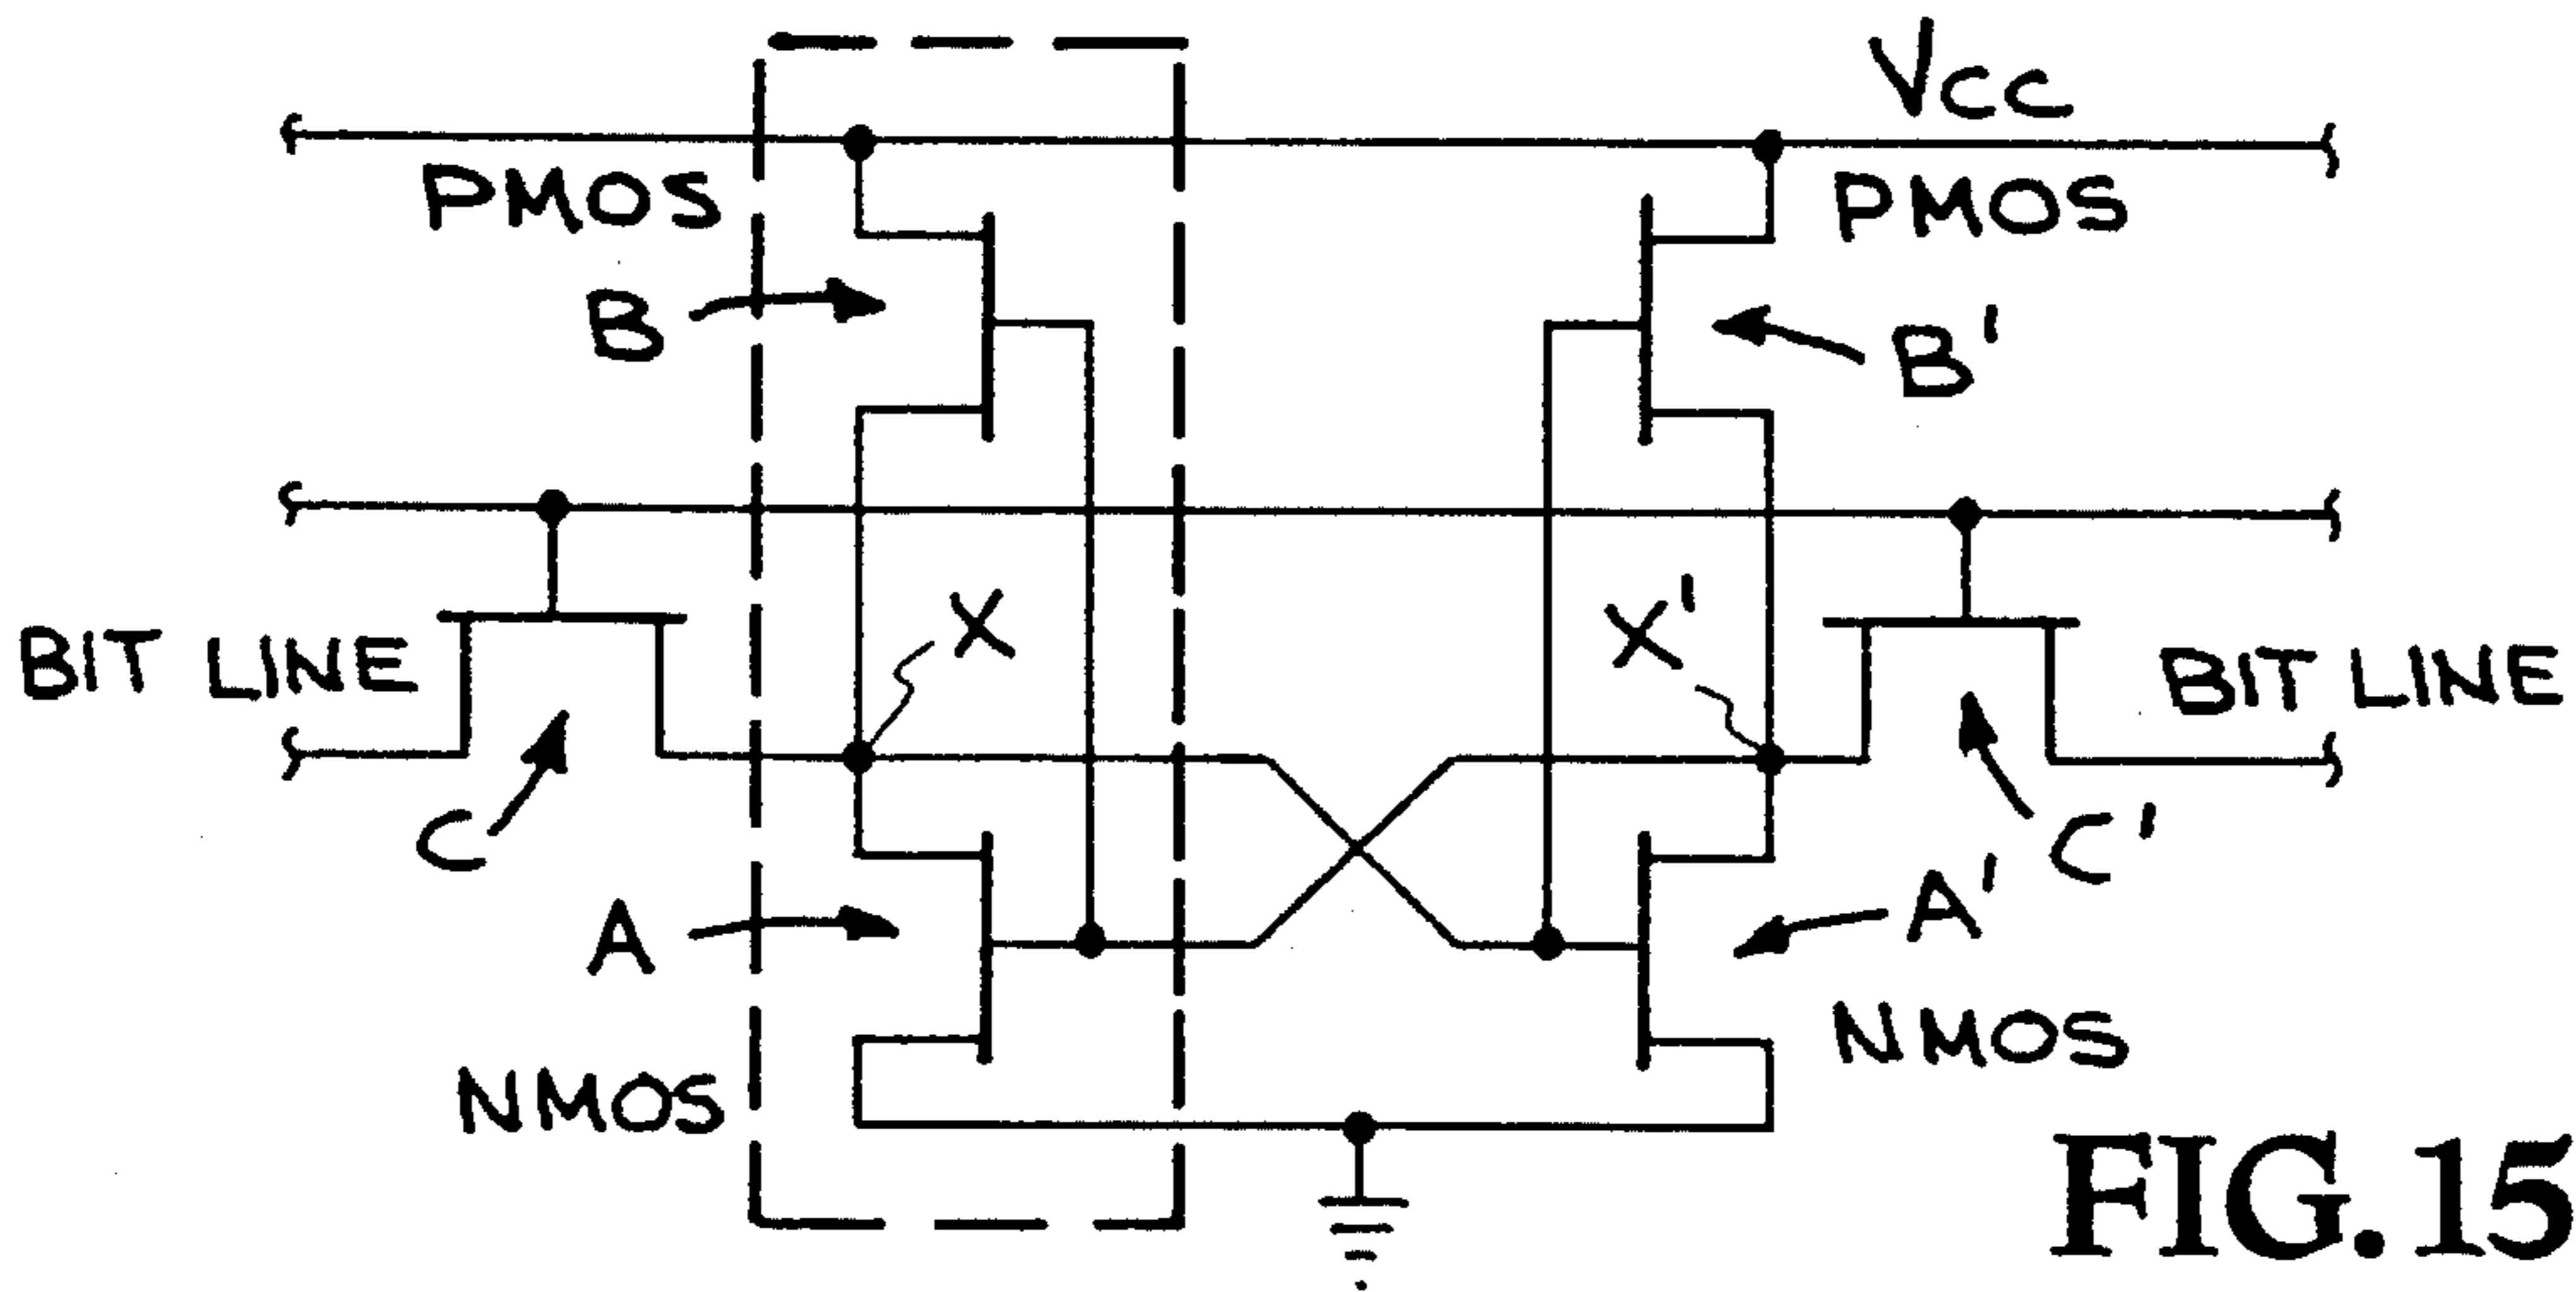 Vcc
PMOS
PMOS
B
B'
X
X'
BIT LINE
BIT LINE
C
C'
A
A'
NMOS
NMOS
FIG. 15